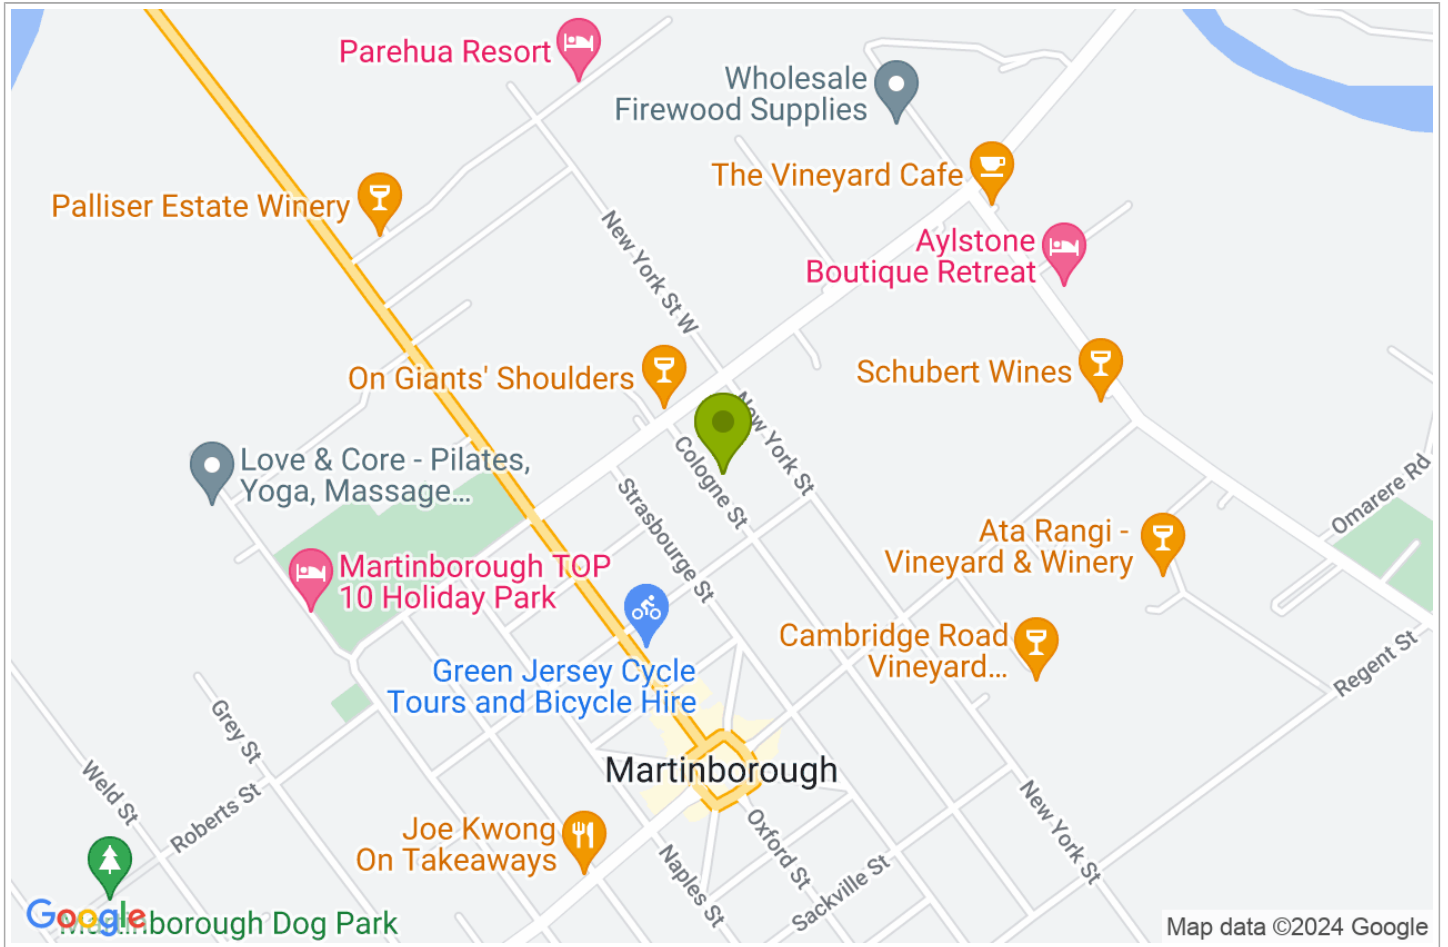 Parehua Resort
Wholesale
Firewood Supplies
The Vineyard Cafe
Palliser Estate Winery
New York St W
Aylstone
Boutique Retreat
On Giants' Shoulders
Schubert Wines
New York St
Cologne St
Love & Core - Pilates,
Yoga, Massage...
Strasbourge St
Omarere Rd
Ata Rangi -
Vineyard & Winery
Martinborough TOP
10 Holiday Park
Cambridge Road
Vineyard...
Green Jersey Cycle
Tours and Bicycle Hire
Regent St
Grey St
Martinborough
Weld St
Roberts St
Joe Kwong
On Takeaways
Oxford St
New York St
Naples St
Sackville St
Google
Martinborough Dog Park
Map data ©2024 Google